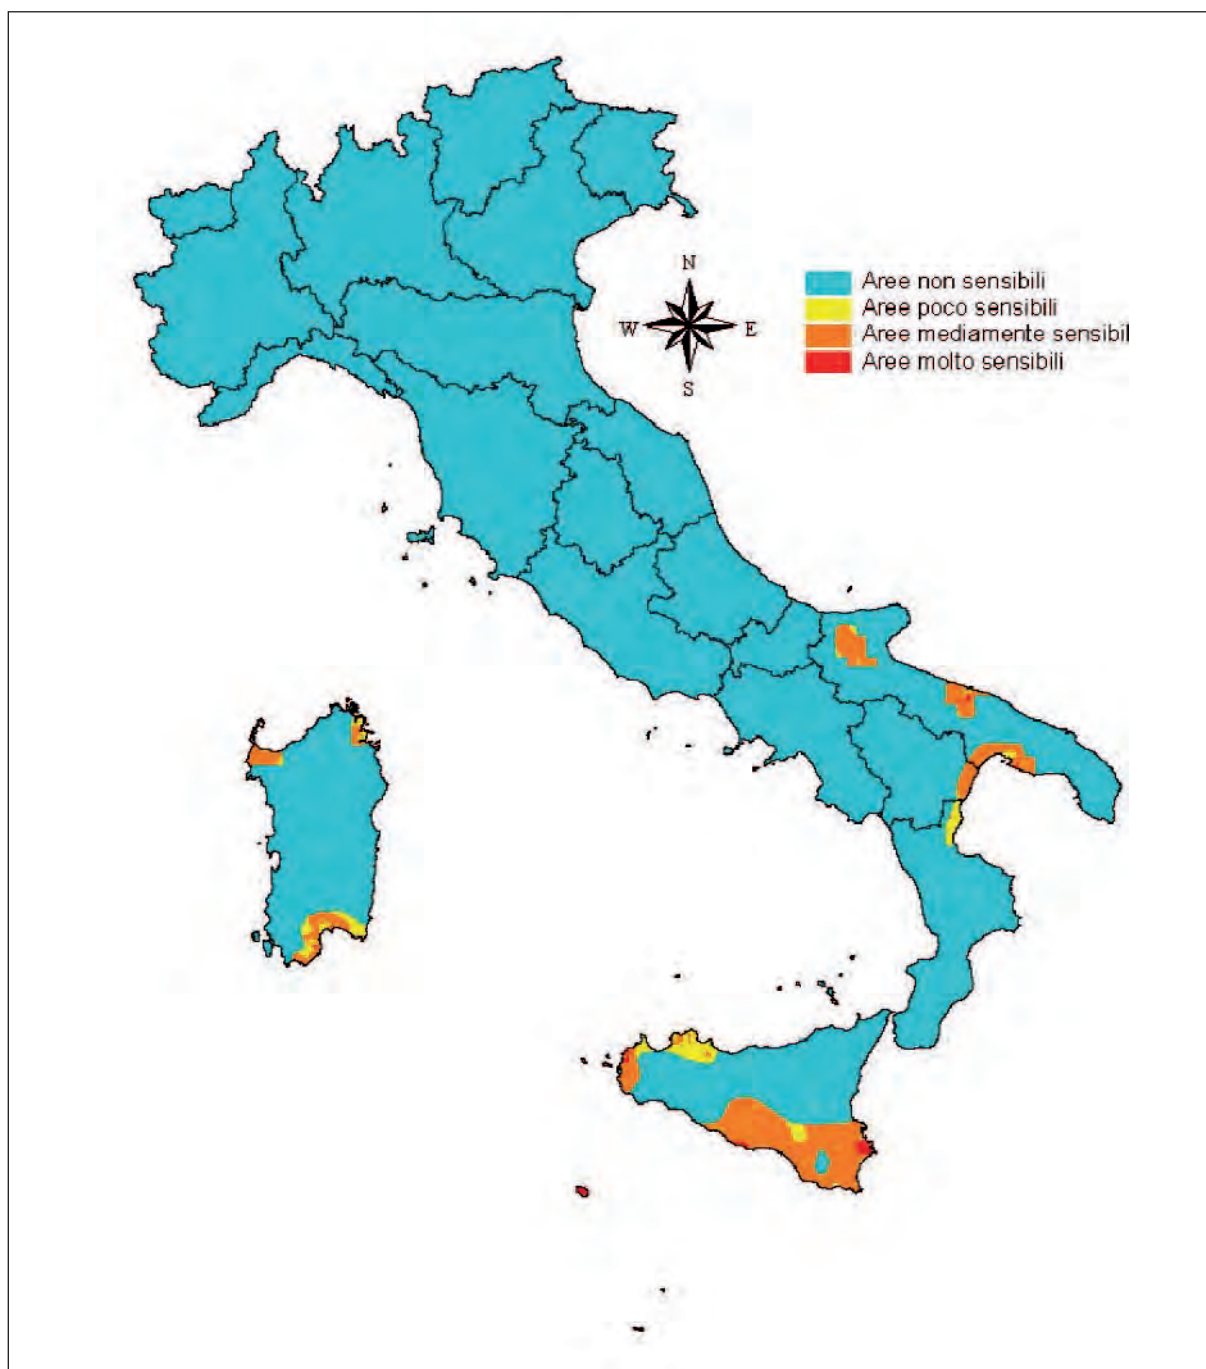 N
W E
S
Aree non sensibili
Aree poco sensibili
Aree mediamente sensibil
Aree molto sensibili